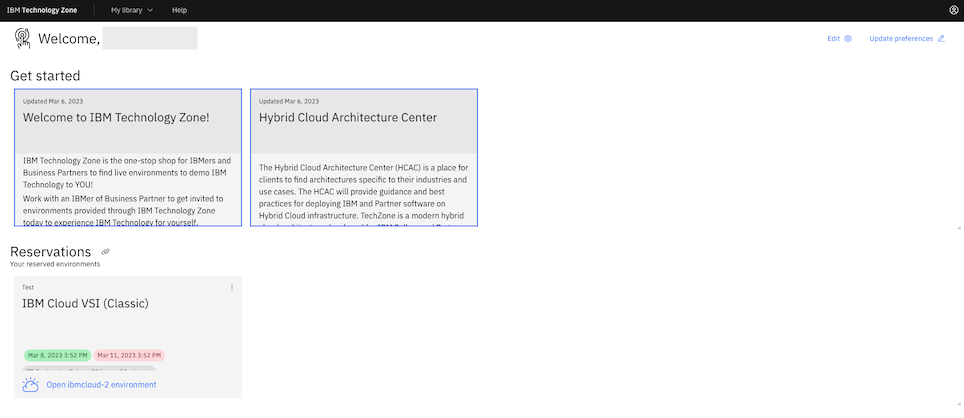 IBM Technology Zone My library Help
Welcome,
Edit Update preferences
Get started
Updated Mar 6, 2023
Welcome to IBM Technology Zone!
IBM Technology Zone is the one-stop shop for IBMers and
Business Partners to find live environments to demo IBM
Technology to YOU!
Work with an IBMer of Business Partner to get invited to
environments provided through IBM Technology Zone
today to experience IBM Technology for yourself.
Updated Mar 6, 2023
Hybrid Cloud Architecture Center
The Hybrid Cloud Architecture Center (HCAC) is a place for
clients to find architectures specific to their industries and
use cases. The HCAC will provide guidance and best
practices for deploying IBM and Partner software on
Hybrid Cloud infrastructure. TechZone is a modern hybrid
Reservations
Your reserved environments
Test
IBM Cloud VSI (Classic)
Mar 8, 2023 3:52 PM Mar 11, 2023 3:52 PM
Open ibmcloud-2 environment